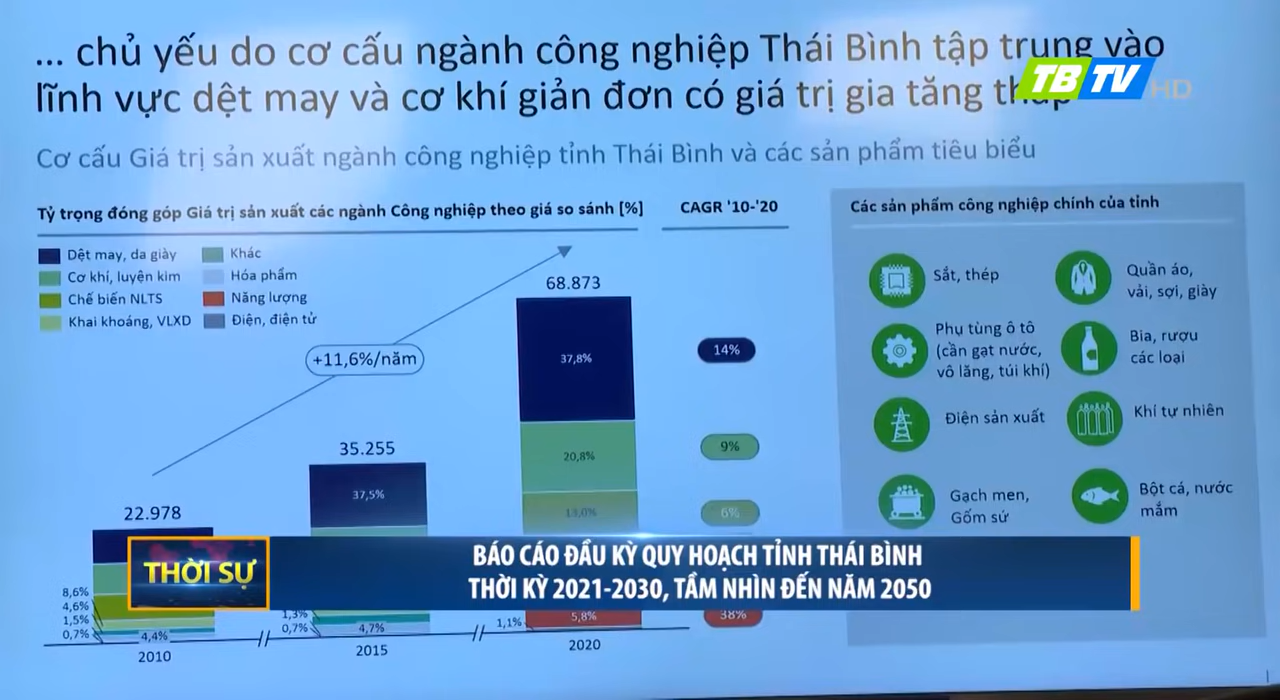 ... chủ yếu do cơ cấu ngành công nghiệp Thái Bình tập trung vào
lĩnh vực dệt may và cơ khí giản đơn có giá trị gia tăng
TBTV HD
Cơ cấu Giá trị sản xuất ngành công nghiệp tỉnh Thái Bình và các sản phẩm tiêu biểu
Tỷ trọng đóng góp Giá trị sản xuất các ngành Công nghiệp theo giá so sánh [%]
CAGR '10-'20
Dệt may, da giày
Khác
Cơ khí, luyện kim
Hóa phẩm
Chế biến NLTS
Năng lượng
Khai khoáng, VLXD
Điện, điện tử
+11,6%/năm
22.978
8,6%
4,6%
1,5%
0,7%
4,4%
2010
35.255
37,5%
1,3%
0,7%
4,7%
2015
68.873
37,8%
20,8%
13,0%
1,1%
5,8%
2020
14%
9%
6%
38%
Các sản phẩm công nghiệp chính của tỉnh
Sắt, thép
Quần áo,
vải, sợi, giày
Phụ tùng ô tô
(cần gạt nước,
vô lăng, túi khí)
Bia, rượu
các loại
Điện sản xuất
Khí tự nhiên
Gạch men,
Gốm sứ
Bột cá, nước
mắm
THỜI SỰ
BÁO CÁO ĐẦU KỲ QUY HOẠCH TỈNH THÁI BÌNH
THỜI KỲ 2021-2030, TẦM NHÌN ĐẾN NĂM 2050